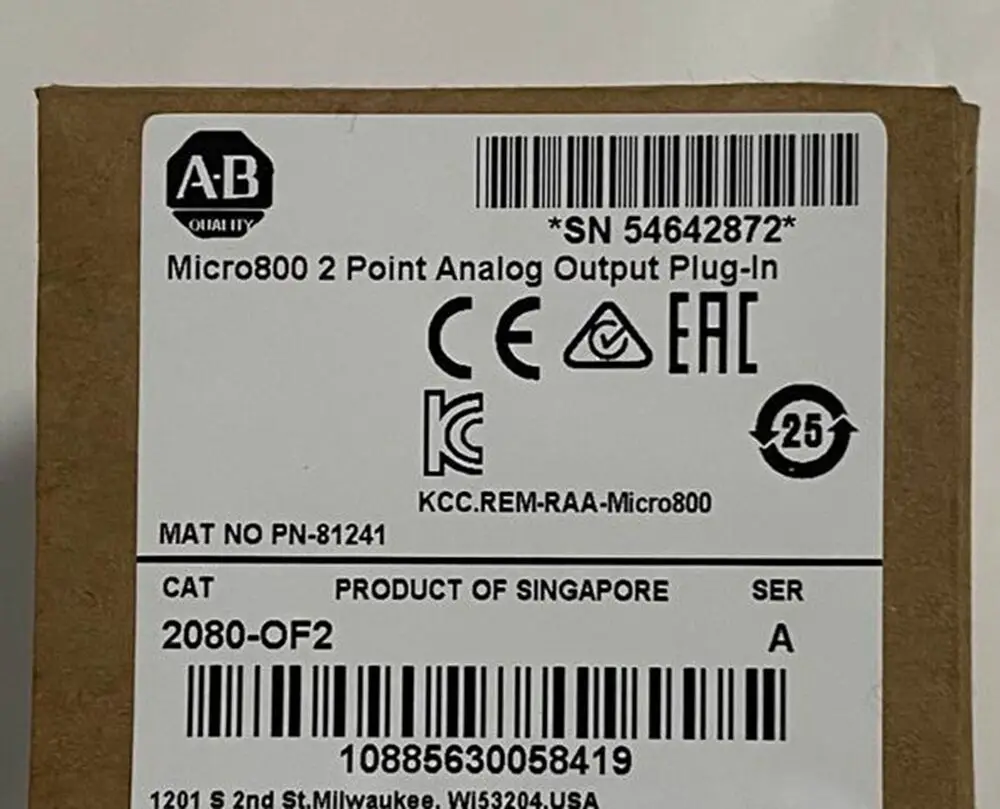 A-B
QUALITY
*SN 54642872*
Micro800 2 Point Analog Output Plug-In
CE EAC
KC
25
KCC.REM-RAA-Micro800
MAT NO PN-81241
CAT PRODUCT OF SINGAPORE SER
2080-OF2 A
10885630058419
1201 S 2nd St,Milwaukee, WI53204,USA